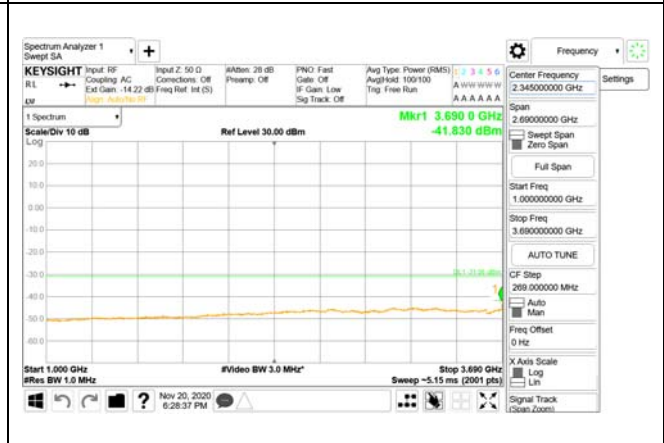 Spectrum Analyzer 1
Swept SA
+
Frequency
KEYSIGHT
RL
Input: RF
Coupling: AC
Ext Gain: -14.22 dB
Align: Auto/No RF
Input Z: 50 Ω
Corrections: Off
Freq Ref: Int (S)
#Atten: 28 dB
Preamp: Off
PNO: Fast
Gate: Off
IF Gain: Low
Sig Track: Off
Avg Type: Power (RMS)
Avg|Hold: 100/100
Trig: Free Run
1 2 3 4 5 6
A W W W W W
A A A A A A
1 Spectrum
Scale/Div 10 dB
Log
Ref Level 30.00 dBm
Mkr1 3.690 0 GHz
-41.830 dBm
20.0
10.0
0.00
-10.0
-20.0
-30.0
-40.0
-50.0
-60.0
1
Start 1.000 GHz
#Res BW 1.0 MHz
#Video BW 3.0 MHz*
Stop 3.690 GHz
Sweep ~5.15 ms (2001 pts)
?
Nov 20, 2020
6:28:37 PM
Center Frequency
2.345000000 GHz
Settings
Span
2.69000000 GHz
Swept Span
Zero Span
Full Span
Start Freq
1.000000000 GHz
Stop Freq
3.690000000 GHz
AUTO TUNE
CF Step
269.000000 MHz
Auto
Man
Freq Offset
0 Hz
X Axis Scale
Log
Lin
Signal Track
(Span Zoom)